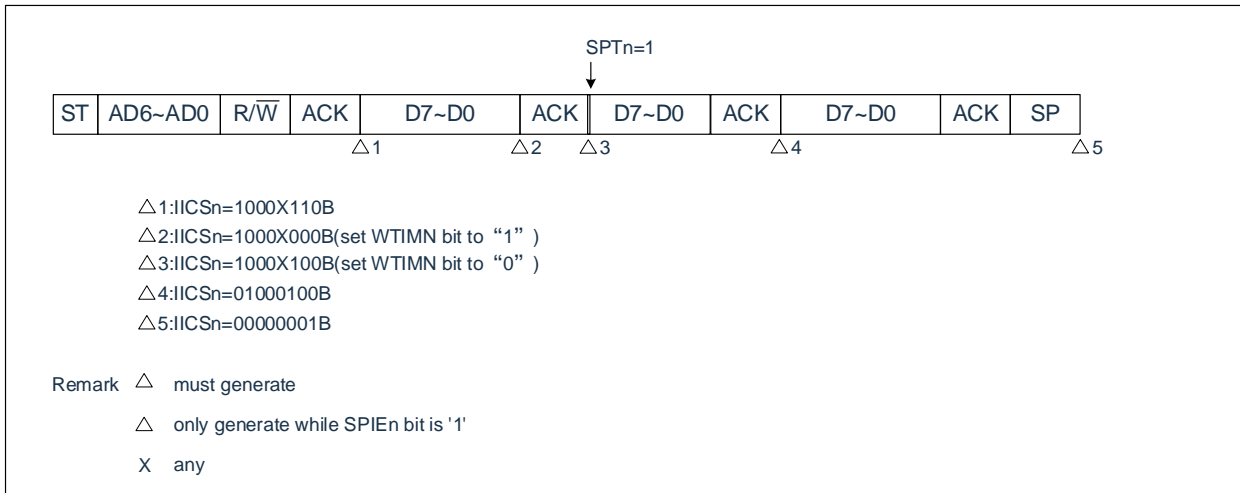 SPTn=1
ST AD6~AD0 R/W̅ ACK D7~D0 ACK D7~D0 ACK D7~D0 ACK SP
△1 △2 △3 △4 △5
△1:IICSn=1000X110B
△2:IICSn=1000X000B(set WTIMN bit to “1” )
△3:IICSn=1000X100B(set WTIMN bit to “0” )
△4:IICSn=01000100B
△5:IICSn=00000001B
Remark △ must generate
△ only generate while SPIEn bit is '1'
X any